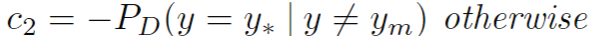 c₂ = −P_D(y = y_* | y ≠ y_m) otherwise